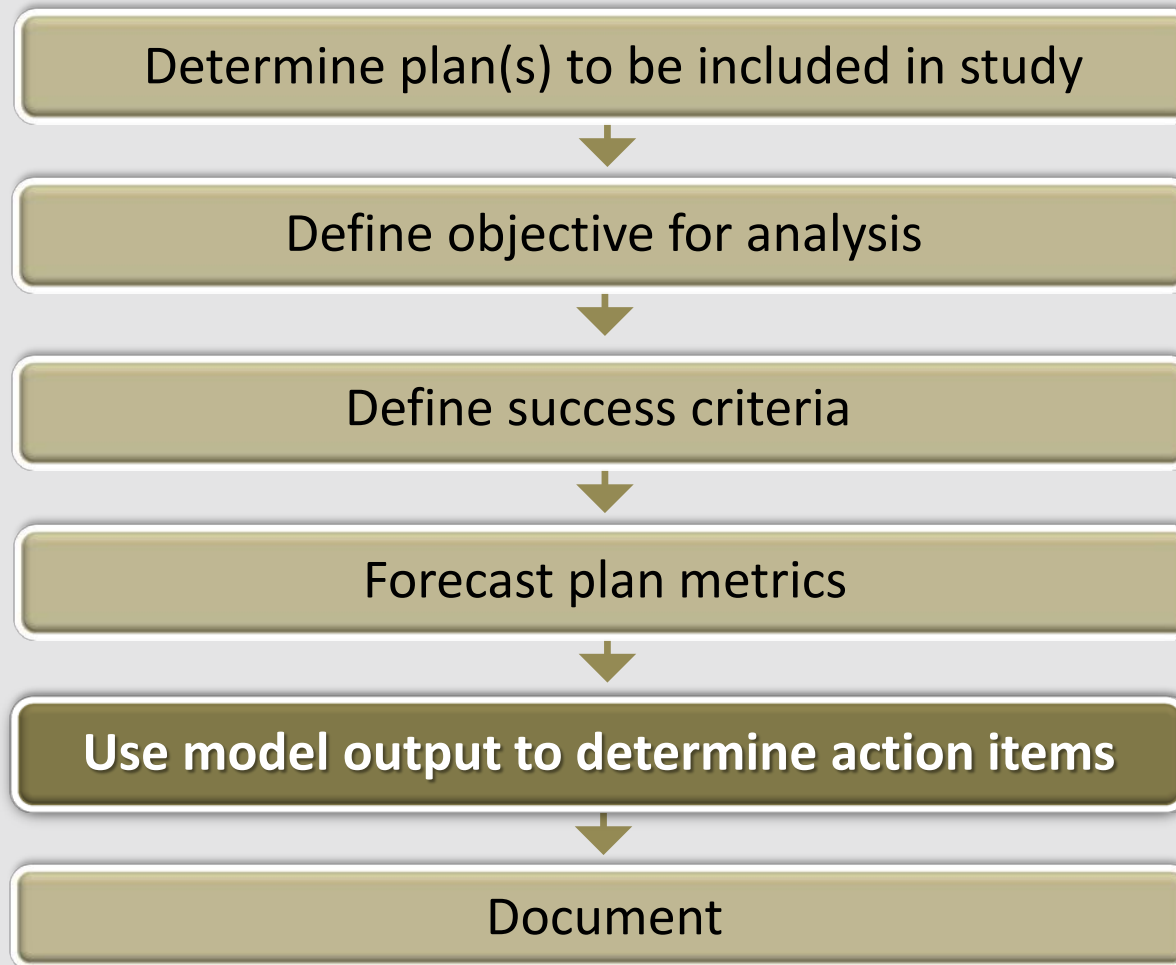 Determine plan(s) to be included in study
Define objective for analysis
Define success criteria
Forecast plan metrics
Use model output to determine action items
Document